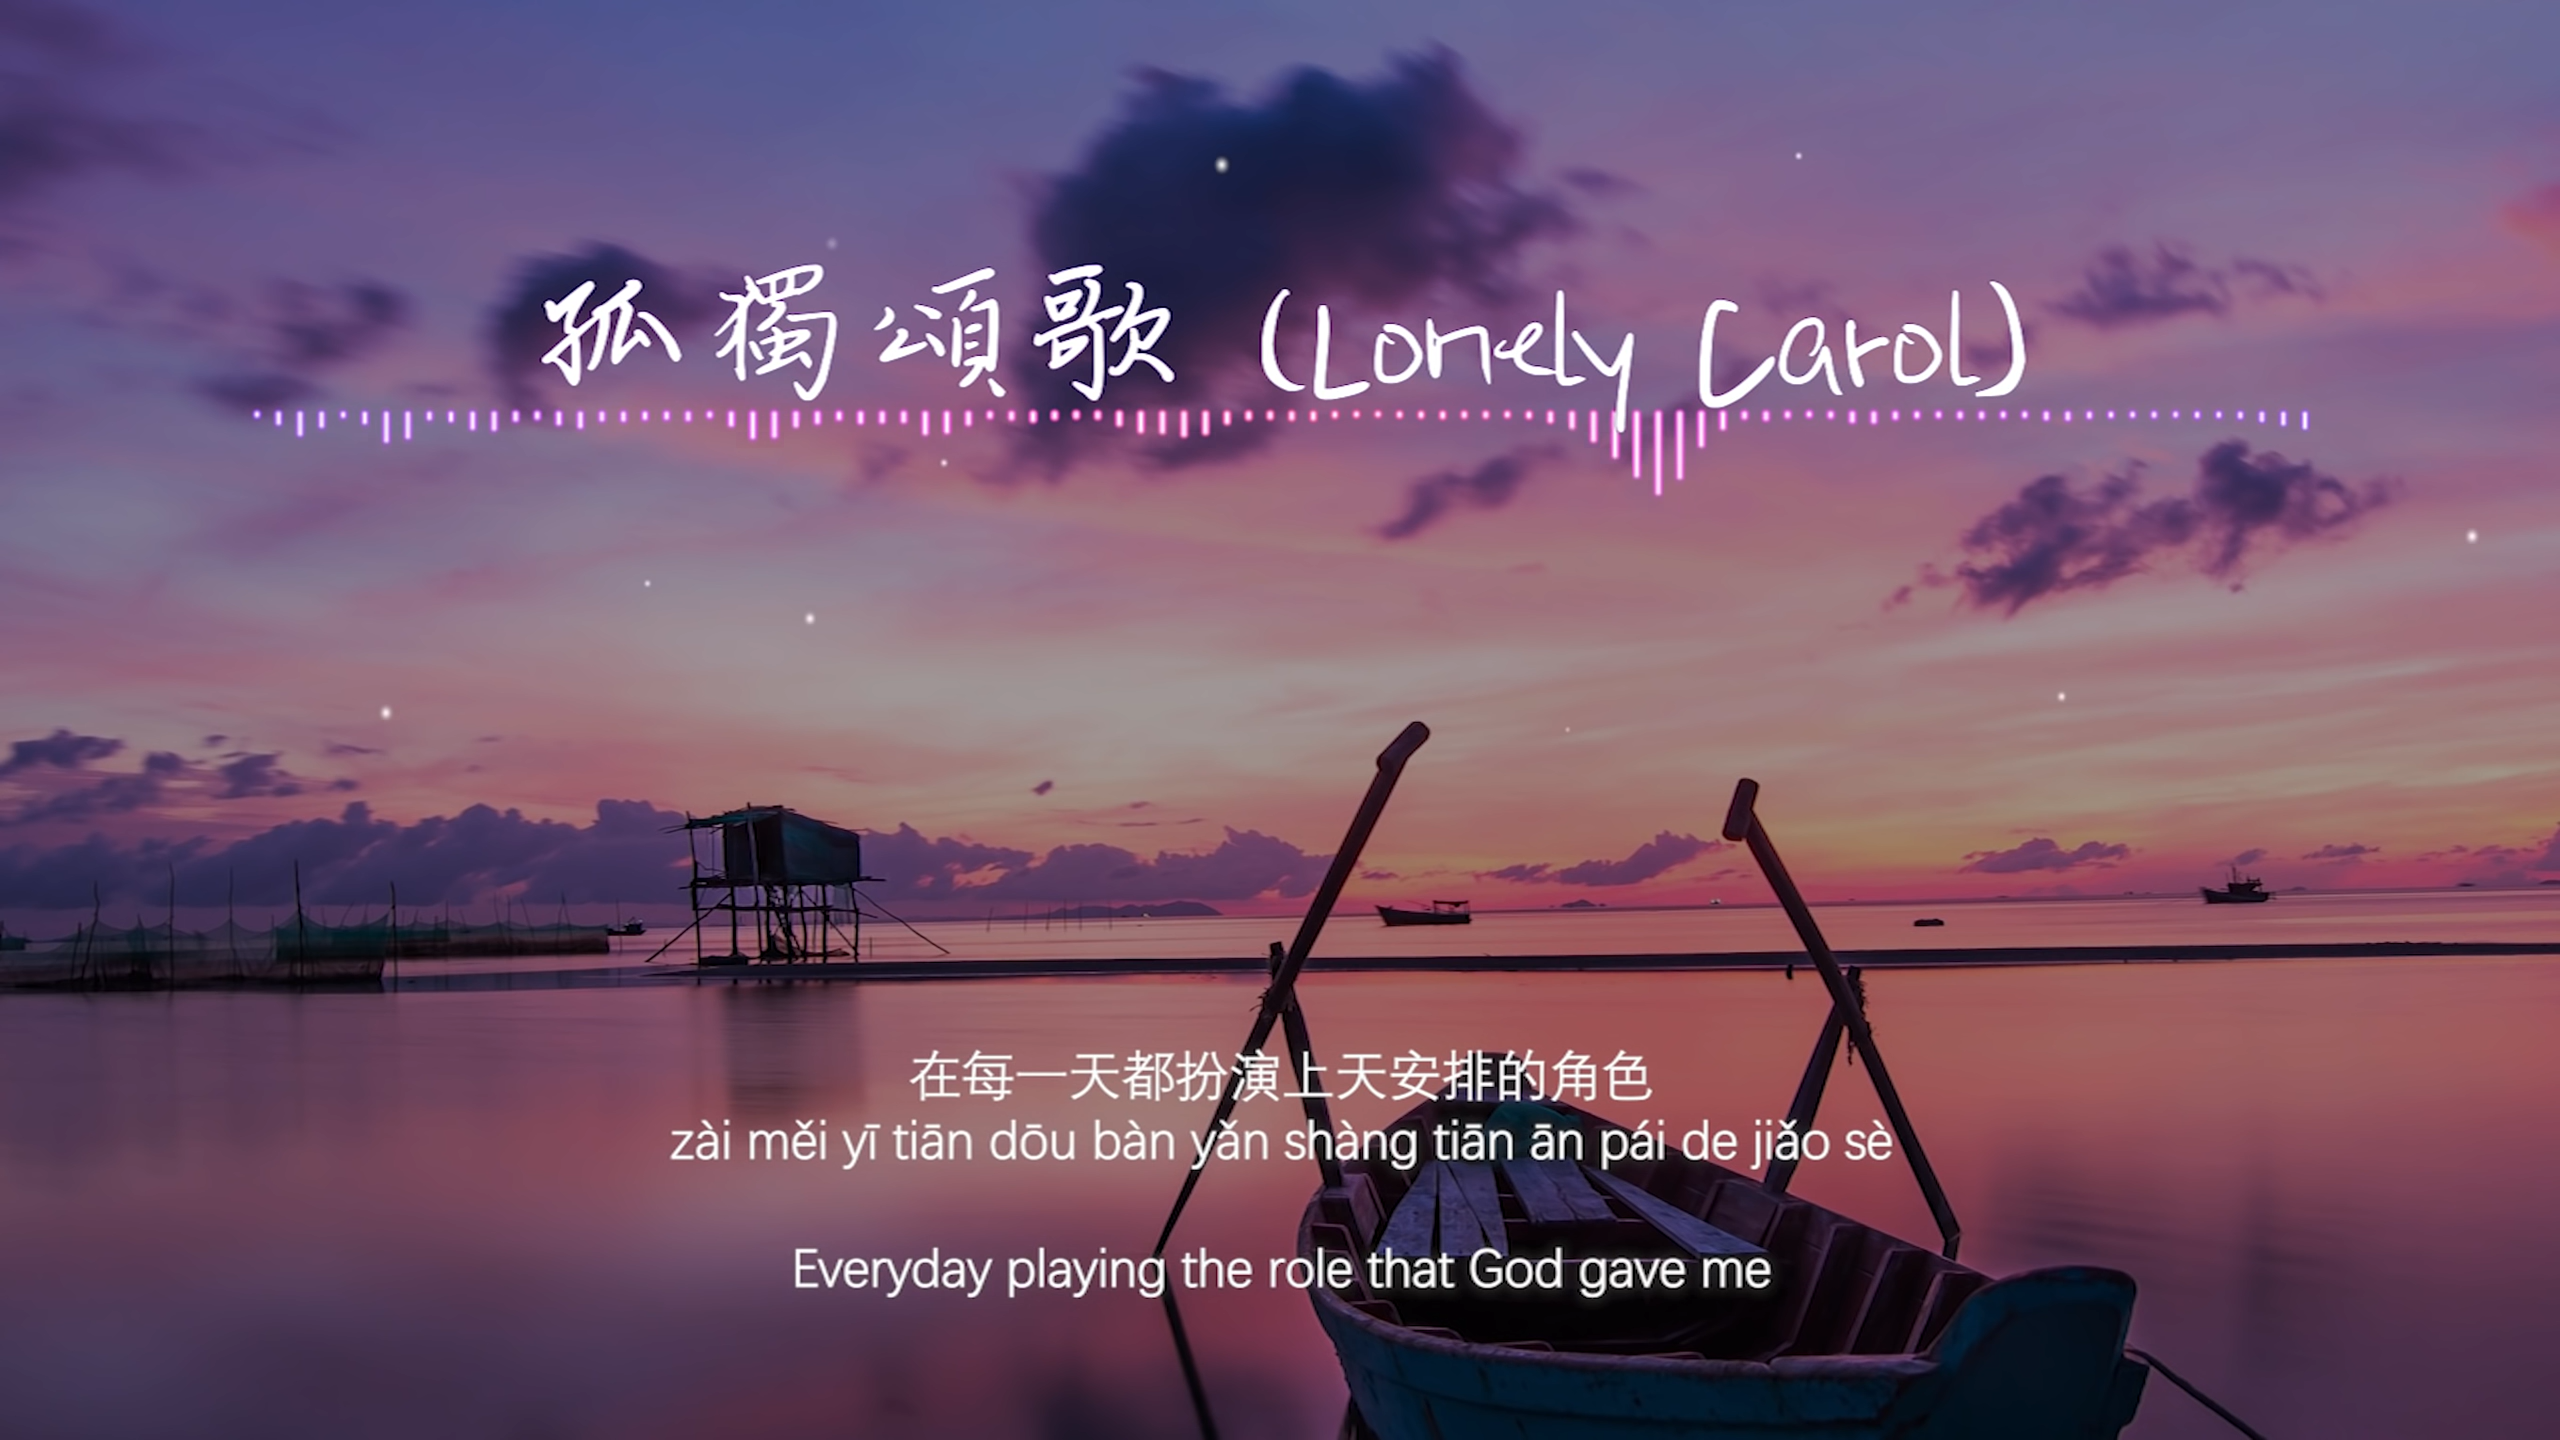 孤獨頌歌 (Lonely Carol)
在每一天都扮演上天安排的角色
zài měi yī tiān dōu bàn yǎn shàng tiān ān pái de jiǎo sè
Everyday playing the role that God gave me